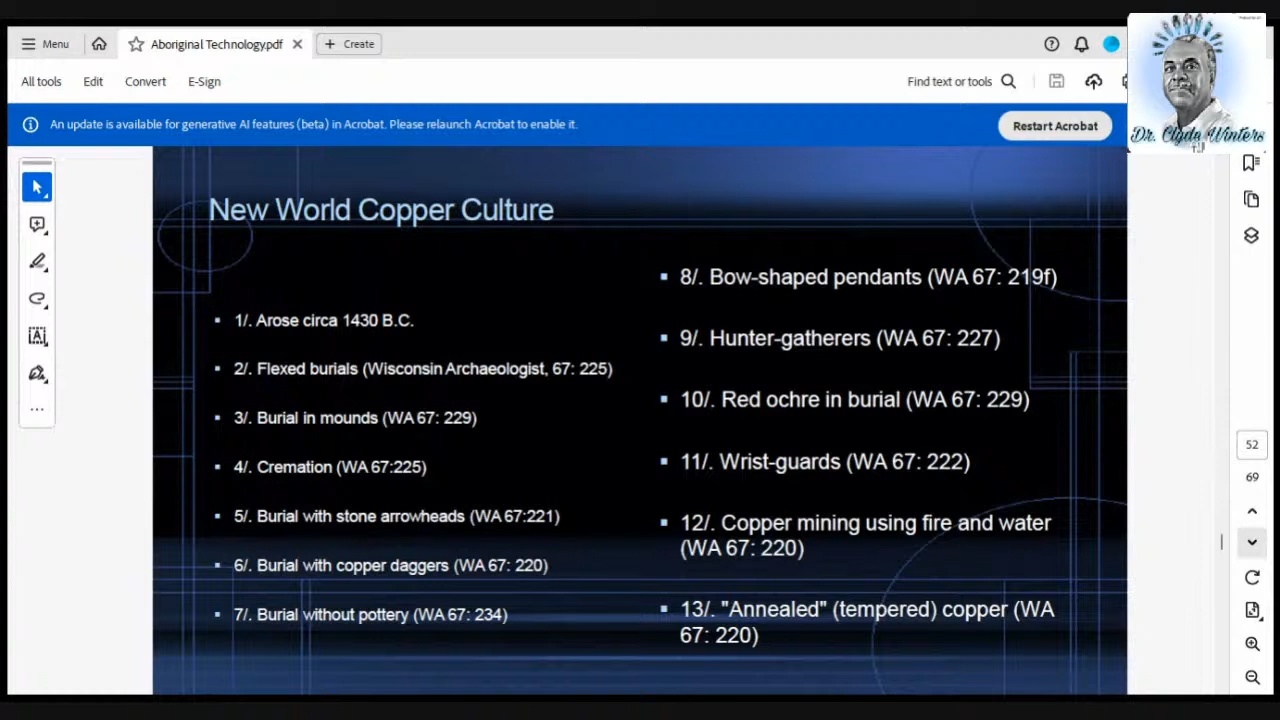 Menu
Aboriginal Technology.pdf
Create
All tools
Edit
Convert
E-Sign
Find text or tools
An update is available for generative AI features (beta) in Acrobat. Please relaunch Acrobat to enable it.
Restart Acrobat
Dr. Clyde Winters
New World Copper Culture
1/. Arose circa 1430 B.C.
2/. Flexed burials (Wisconsin Archaeologist, 67: 225)
3/. Burial in mounds (WA 67: 229)
4/. Cremation (WA 67:225)
5/. Burial with stone arrowheads (WA 67:221)
6/. Burial with copper daggers (WA 67: 220)
7/. Burial without pottery (WA 67: 234)
8/. Bow-shaped pendants (WA 67: 219f)
9/. Hunter-gatherers (WA 67: 227)
10/. Red ochre in burial (WA 67: 229)
11/. Wrist-guards (WA 67: 222)
12/. Copper mining using fire and water
(WA 67: 220)
13/. "Annealed" (tempered) copper (WA
67: 220)
52
69